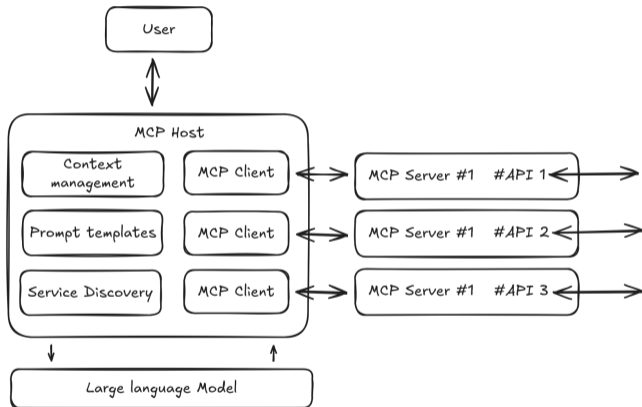 User
MCP Host
Context
management
MCP Client
MCP Server #1 #API 1
Prompt templates
MCP Client
MCP Server #1 #API 2
Service Discovery
MCP Client
MCP Server #1 #API 3
Large language Model